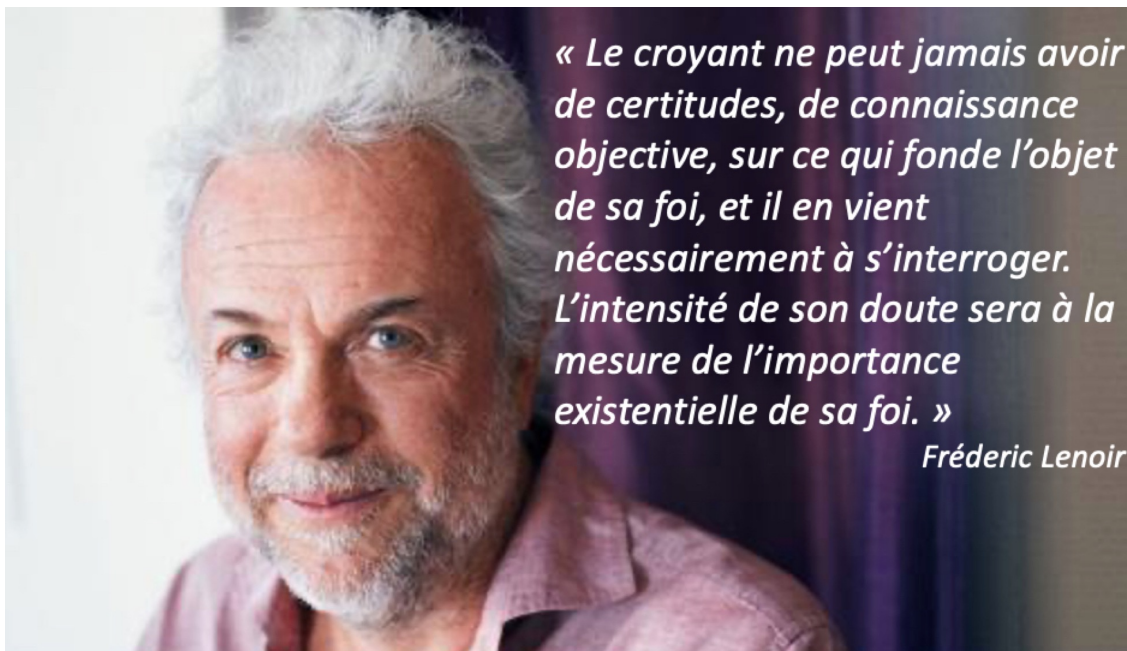 « Le croyant ne peut jamais avoir
de certitudes, de connaissance
objective, sur ce qui fonde l’objet
de sa foi, et il en vient
nécessairement à s’interroger.
L’intensité de son doute sera à la
mesure de l’importance
existentielle de sa foi. »
Fréderic Lenoir